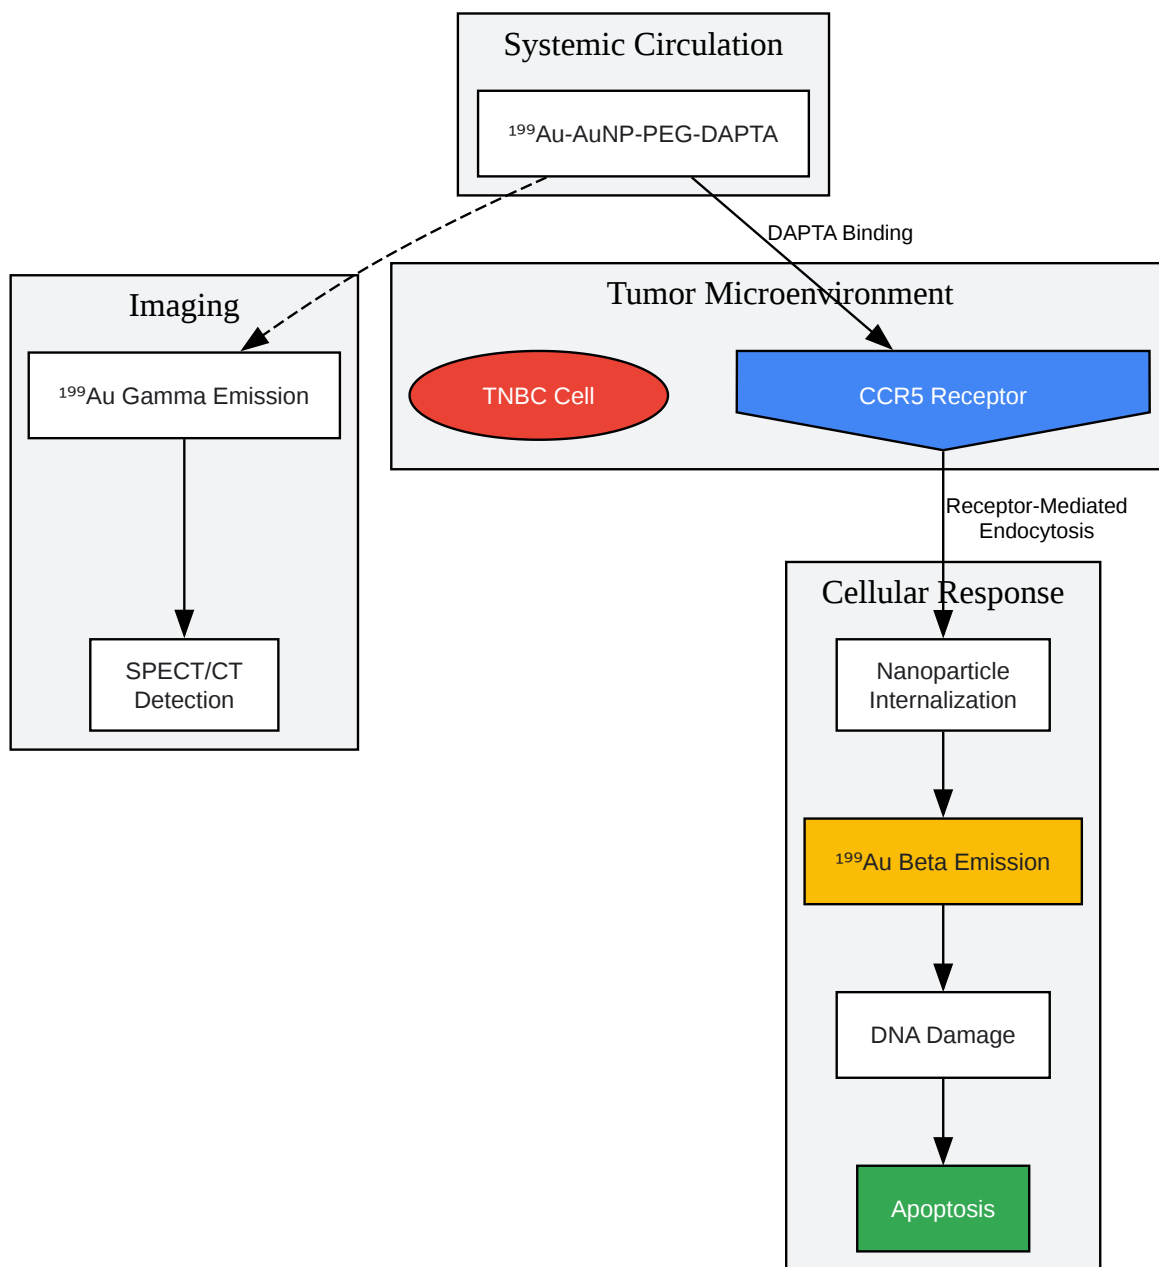 Systemic Circulation
¹⁹⁹Au-AuNP-PEG-DAPTA
DAPTA Binding
Imaging
Tumor Microenvironment
¹⁹⁹Au Gamma Emission
TNBC Cell
CCR5 Receptor
Receptor-Mediated
Endocytosis
Cellular Response
SPECT/CT
Detection
Nanoparticle
Internalization
¹⁹⁹Au Beta Emission
DNA Damage
Apoptosis